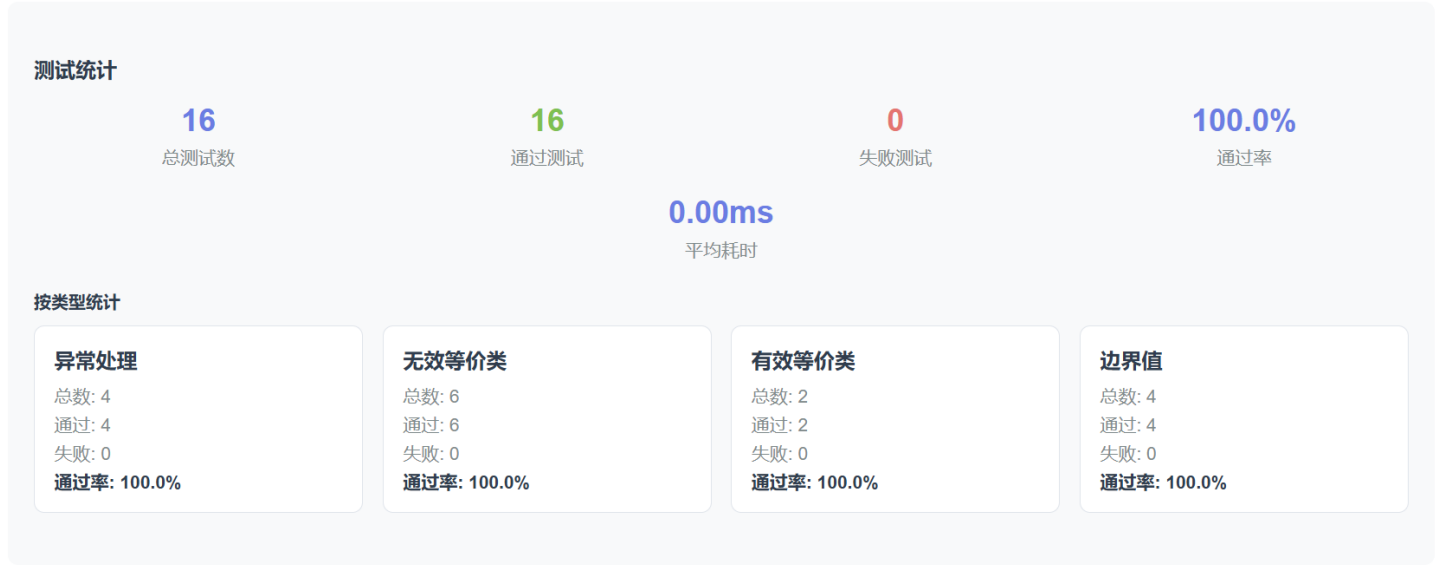 测试统计
16
总测试数
16
通过测试
0
失败测试
100.0%
通过率
0.00ms
平均耗时
按类型统计
异常处理
总数: 4
通过: 4
失败: 0
通过率: 100.0%
无效等价类
总数: 6
通过: 6
失败: 0
通过率: 100.0%
有效等价类
总数: 2
通过: 2
失败: 0
通过率: 100.0%
边界值
总数: 4
通过: 4
失败: 0
通过率: 100.0%